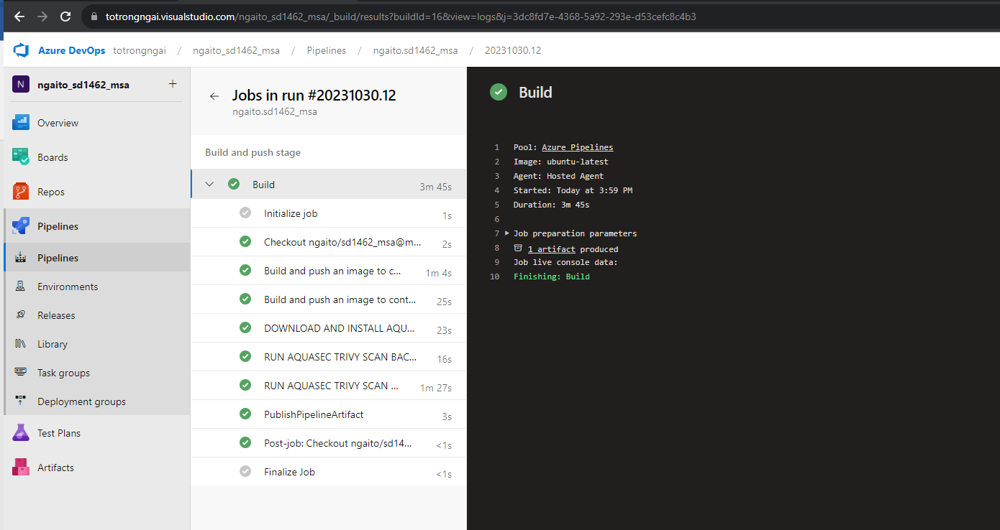 totrongngai.visualstudio.com/ngaito_sd1462_msa/_build/results?buildId=16&view=logs&j=3dc8fd7e-4368-5a92-293e-d53cefc8c4b3
Azure DevOps totrongngai / ngaito_sd1462_msa / Pipelines / ngaito.sd1462_msa / 20231030.12
N ngaito_sd1462_msa +
Overview
Boards
Repos
Pipelines
Pipelines
Environments
Releases
Library
Task groups
Deployment groups
Test Plans
Artifacts
Jobs in run #20231030.12
ngaito.sd1462_msa
Build and push stage
Build 3m 45s
Initialize job 1s
Checkout ngaito/sd1462_msa@m... 2s
Build and push an image to c... 1m 4s
Build and push an image to cont... 25s
DOWNLOAD AND INSTALL AQU... 23s
RUN AQUASEC TRIVY SCAN BAC... 16s
RUN AQUASEC TRIVY SCAN ... 1m 27s
PublishPipelineArtifact 3s
Post-job: Checkout ngaito/sd14... <1s
Finalize Job <1s
Build
1 Pool: Azure Pipelines
2 Image: ubuntu-latest
3 Agent: Hosted Agent
4 Started: Today at 3:59 PM
5 Duration: 3m 45s
6
7 Job preparation parameters
8 1 artifact produced
9 Job live console data:
10 Finishing: Build